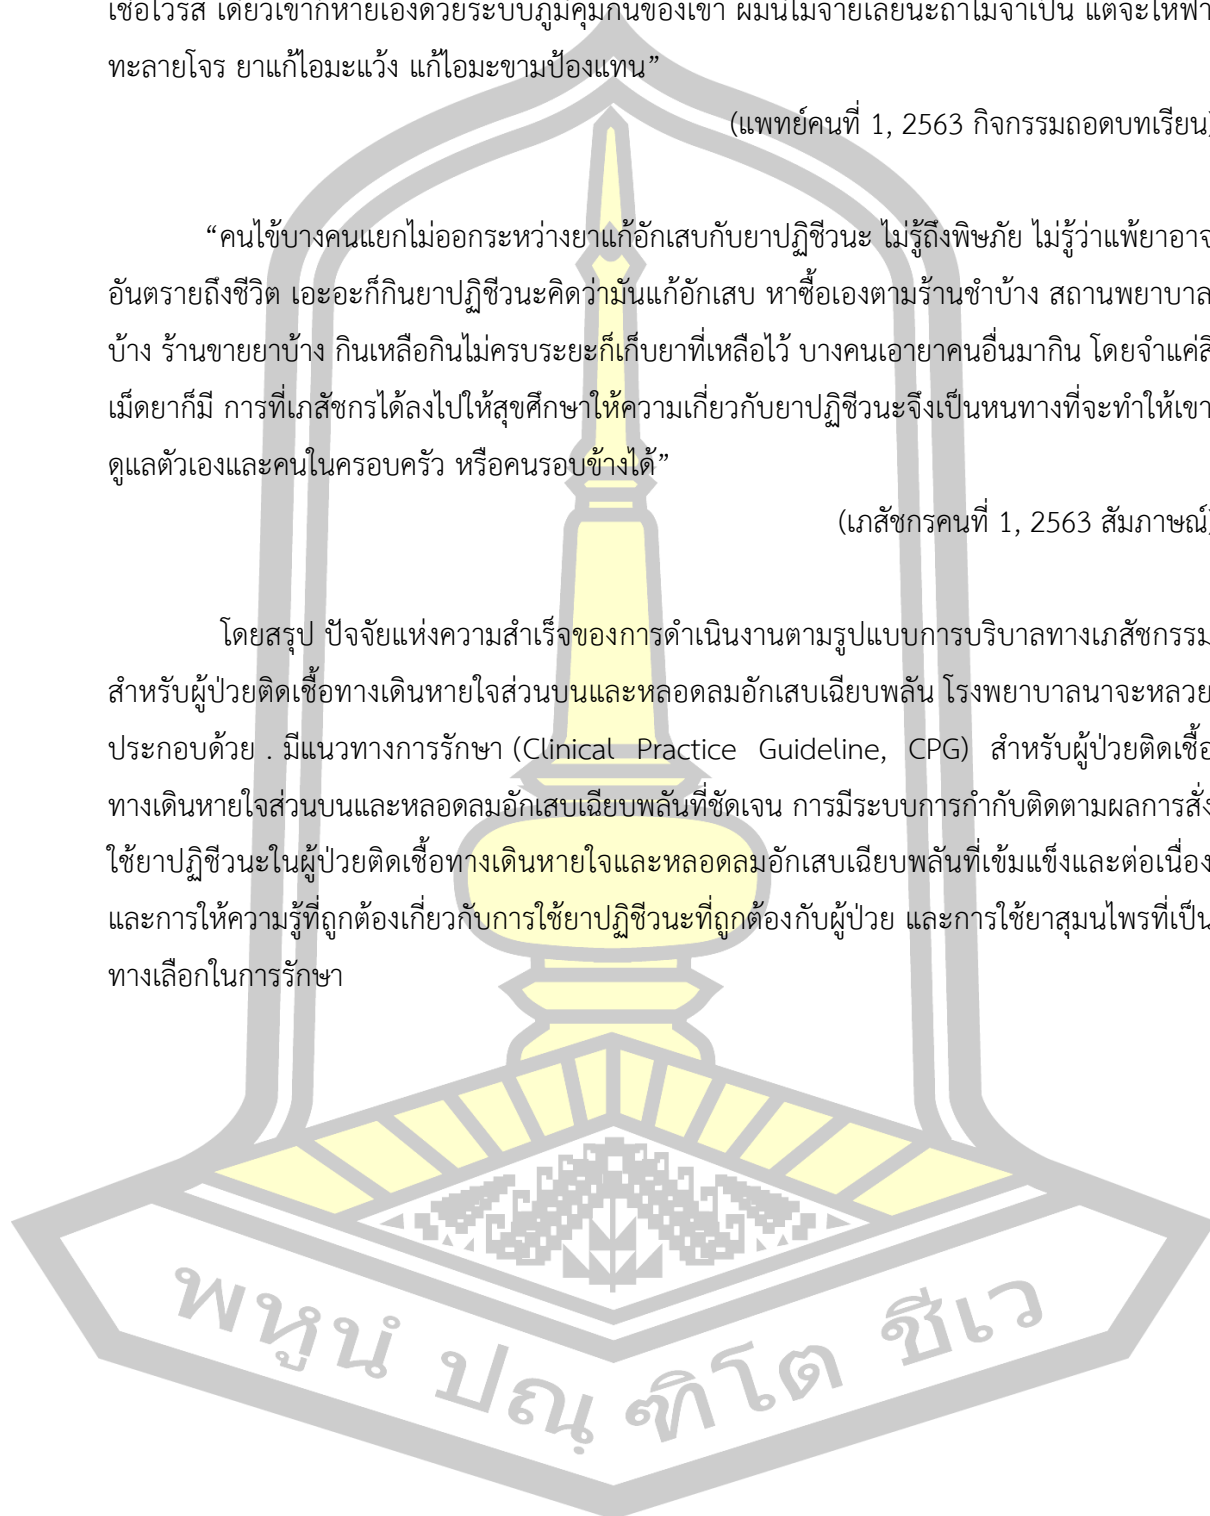 เชื้อไวรัส เดี๋ยวเขาก็หายเองด้วยระบบภูมิคุ้มกันของเขา ผมนี่ไม่จ่ายเลยนะถ้าไม่จำเป็น แต่จะให้ฟ้า
ทะลายโจร ยาแก้ไอมะแว้ง แก้ไอมะขามป้องแทน”
(แพทย์คนที่ 1, 2563 กิจกรรมถอดบทเรียน)
“คนไข้บางคนแยกไม่ออกระหว่างยาแก้อักเสบกับยาปฏิชีวนะ ไม่รู้ถึงพิษภัย ไม่รู้ว่าแพ้ยาอาจ
อันตรายถึงชีวิต เอะอะก็กินยาปฏิชีวนะคิดว่ามันแก้อักเสบ หาซื้อเองตามร้านชำบ้าง สถานพยาบาล
บ้าง ร้านขายยาบ้าง กินเหลือกินไม่ครบระยะก็เก็บยาที่เหลือไว้ บางคนเอายาคนอื่นมากิน โดยจำแค่สี
เม็ดยาก็มี การที่เภสัชกรได้ลงไปให้สุขศึกษาให้ความเกี่ยวกับยาปฏิชีวนะจึงเป็นหนทางที่จะทำให้เขา
ดูแลตัวเองและคนในครอบครัว หรือคนรอบข้างได้”
(เภสัชกรคนที่ 1, 2563 สัมภาษณ์)
โดยสรุป ปัจจัยแห่งความสำเร็จของการดำเนินงานตามรูปแบบการบริบาลทางเภสัชกรรม
สำหรับผู้ป่วยติดเชื้อทางเดินหายใจส่วนบนและหลอดลมอักเสบเฉียบพลัน โรงพยาบาลนาจะหลวย
ประกอบด้วย . มีแนวทางการรักษา (Clinical Practice Guideline, CPG) สำหรับผู้ป่วยติดเชื้อ
ทางเดินหายใจส่วนบนและหลอดลมอักเสบเฉียบพลันที่ชัดเจน การมีระบบการกำกับติดตามผลการสั่ง
ใช้ยาปฏิชีวนะในผู้ป่วยติดเชื้อทางเดินหายใจและหลอดลมอักเสบเฉียบพลันที่เข้มแข็งและต่อเนื่อง
และการให้ความรู้ที่ถูกต้องเกี่ยวกับการใช้ยาปฏิชีวนะที่ถูกต้องกับผู้ป่วย และการใช้ยาสุมนไพรที่เป็น
ทางเลือกในการรักษา
พหูนํ ปณฺฑิโต ชีเว